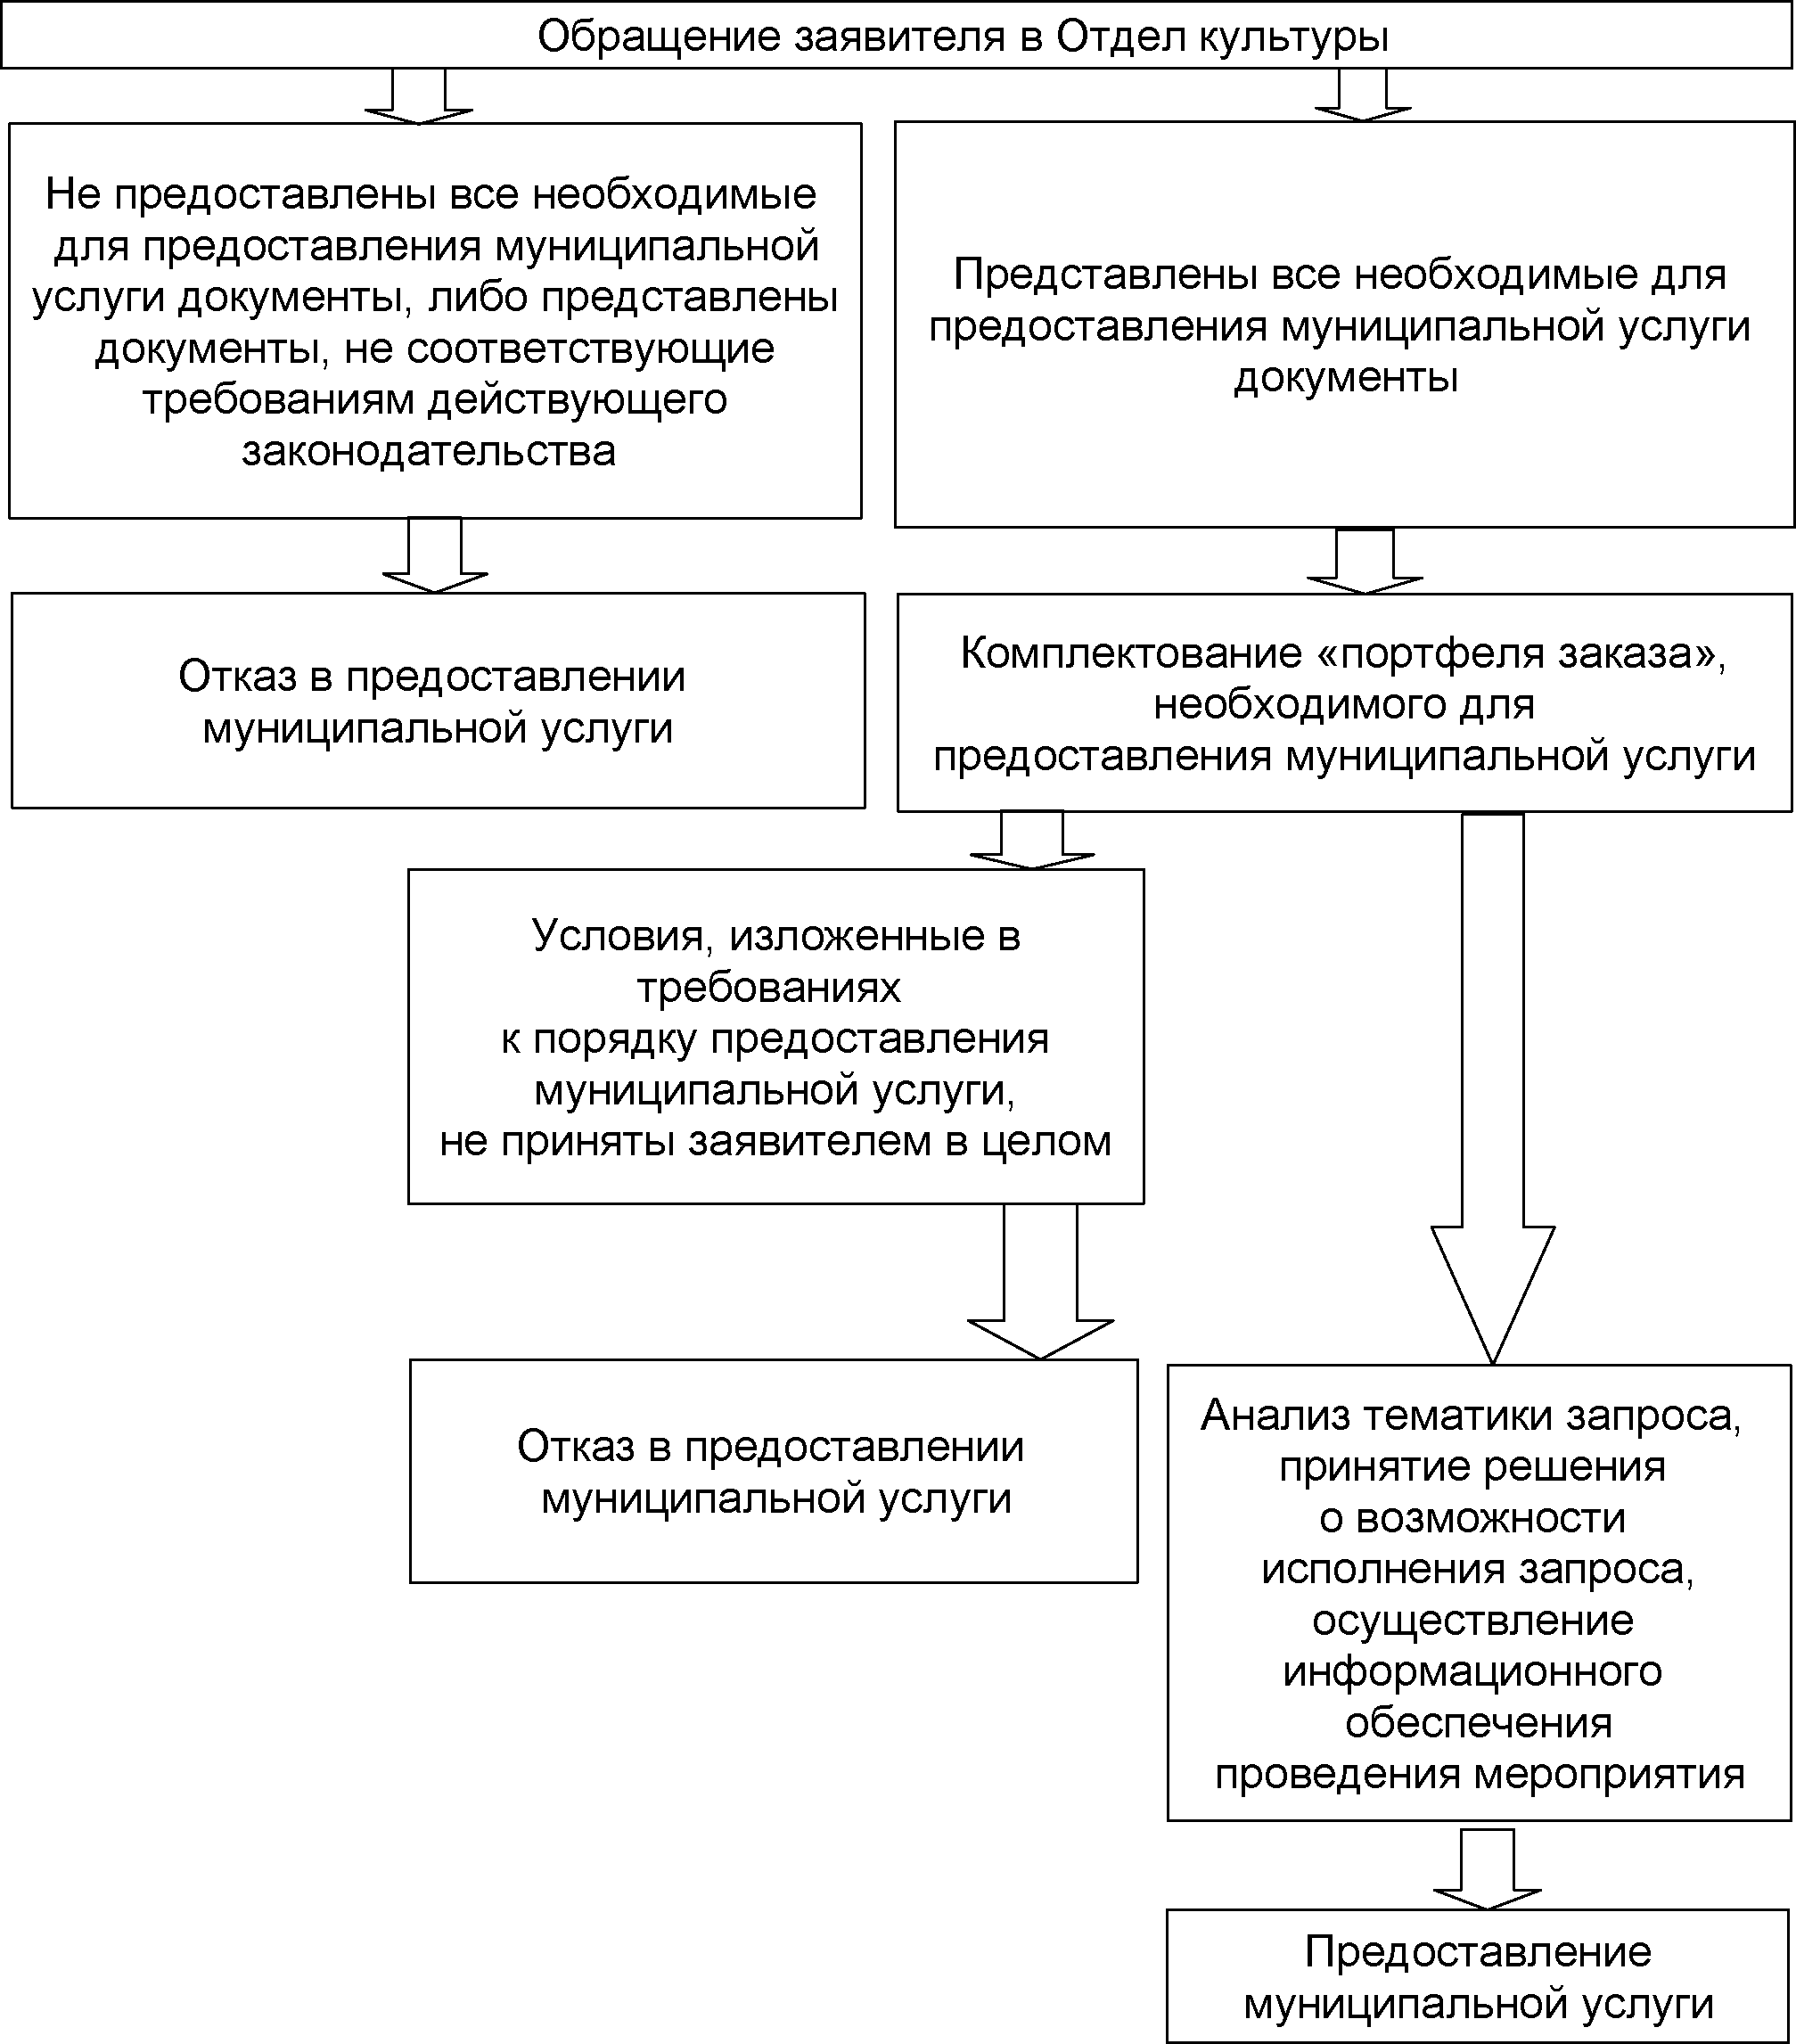 Обращение заявителя в Отдел культуры
Не предоставлены все необходимые
для предоставления муниципальной
услуги документы, либо представлены
документы, не соответствующие
требованиям действующего
законодательства
Представлены все необходимые для
предоставления муниципальной услуги
документы
Отказ в предоставлении
муниципальной услуги
Комплектование «портфеля заказа»,
необходимого для
предоставления муниципальной услуги
Условия, изложенные в
требованиях
к порядку предоставления
муниципальной услуги,
не приняты заявителем в целом
Отказ в предоставлении
муниципальной услуги
Анализ тематики запроса,
принятие решения
о возможности
исполнения запроса,
осуществление
информационного
обеспечения
проведения мероприятия
Предоставление
муниципальной услуги